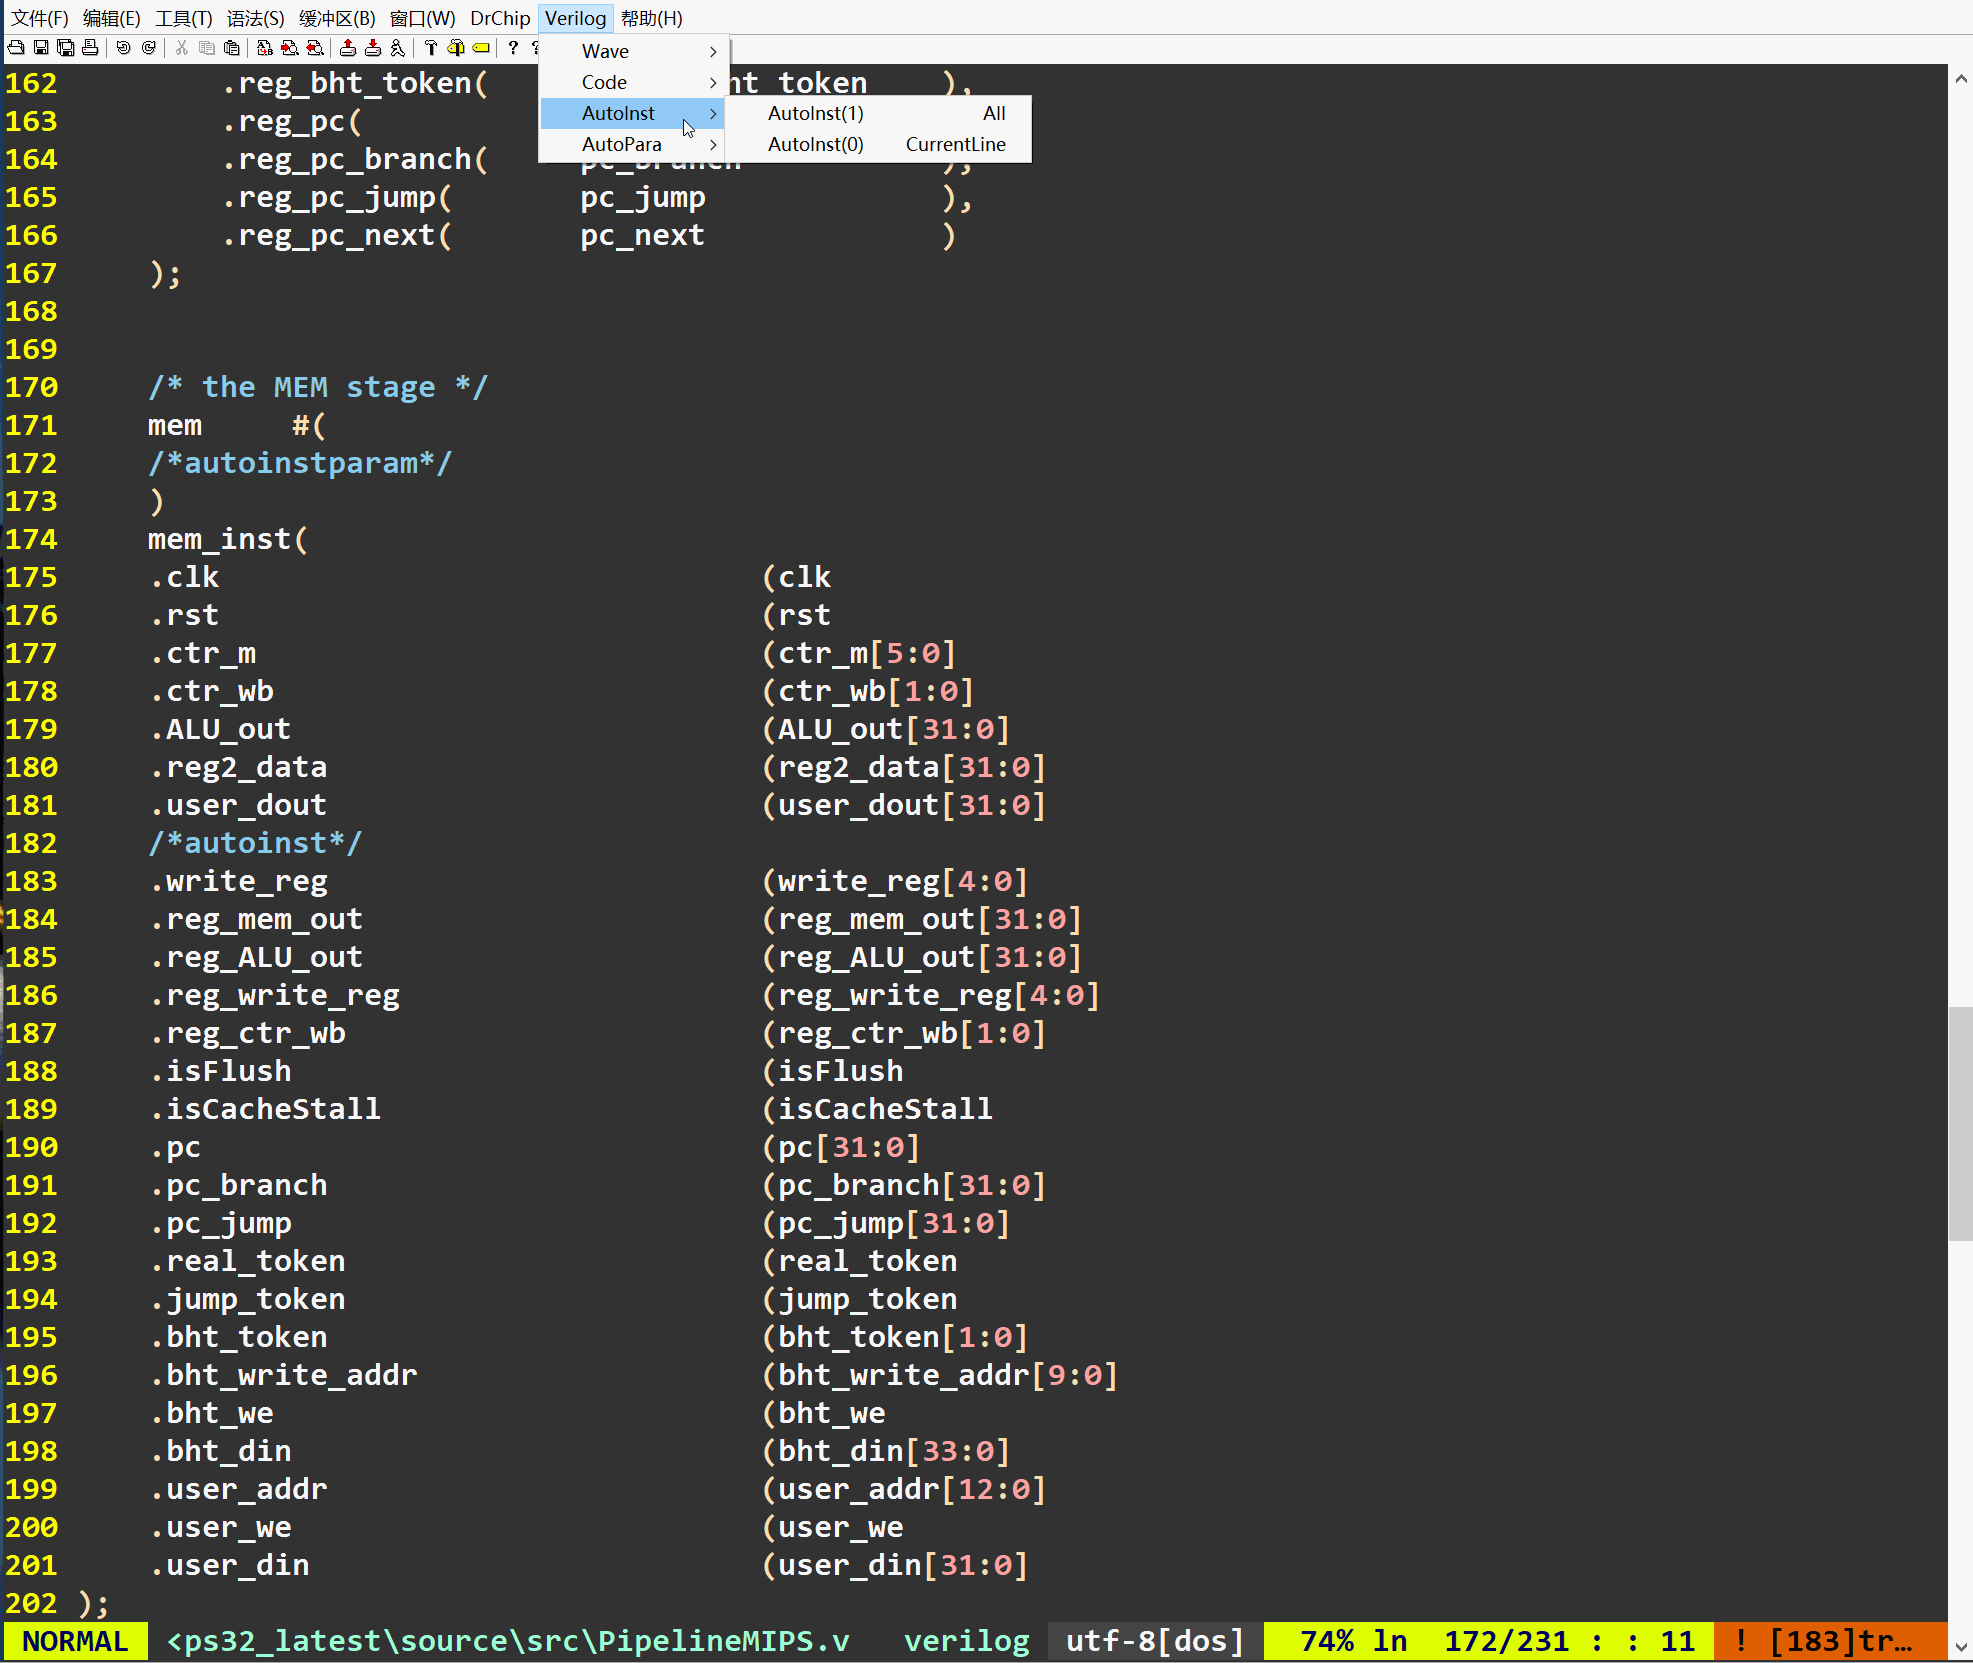 文件(F) 编辑(E) 工具(T) 语法(S) 缓冲区(B) 窗口(W) DrChip Verilog 帮助(H)
Wave
Code
AutoInst
AutoPara
AutoInst(1) All
AutoInst(0) CurrentLine
162 .reg_bht_token( token ),
163 .reg_pc(
164 .reg_pc_branch( pc_branch ),
165 .reg_pc_jump( pc_jump ),
166 .reg_pc_next( pc_next )
167 );
168
169
170 /* the MEM stage */
171 mem #(
172 /*autoinstparam*/
173 )
174 mem_inst(
175 .clk (clk
176 .rst (rst
177 .ctr_m (ctr_m[5:0]
178 .ctr_wb (ctr_wb[1:0]
179 .ALU_out (ALU_out[31:0]
180 .reg2_data (reg2_data[31:0]
181 .user_dout (user_dout[31:0]
182 /*autoinst*/
183 .write_reg (write_reg[4:0]
184 .reg_mem_out (reg_mem_out[31:0]
185 .reg_ALU_out (reg_ALU_out[31:0]
186 .reg_write_reg (reg_write_reg[4:0]
187 .reg_ctr_wb (reg_ctr_wb[1:0]
188 .isFlush (isFlush
189 .isCacheStall (isCacheStall
190 .pc (pc[31:0]
191 .pc_branch (pc_branch[31:0]
192 .pc_jump (pc_jump[31:0]
193 .real_token (real_token
194 .jump_token (jump_token
195 .bht_token (bht_token[1:0]
196 .bht_write_addr (bht_write_addr[9:0]
197 .bht_we (bht_we
198 .bht_din (bht_din[33:0]
199 .user_addr (user_addr[12:0]
200 .user_we (user_we
201 .user_din (user_din[31:0]
202 );
NORMAL <ps32_latest\source\src\PipelineMIPS.v verilog utf-8[dos] 74% ln 172/231 : : 11 ! [183]tr…